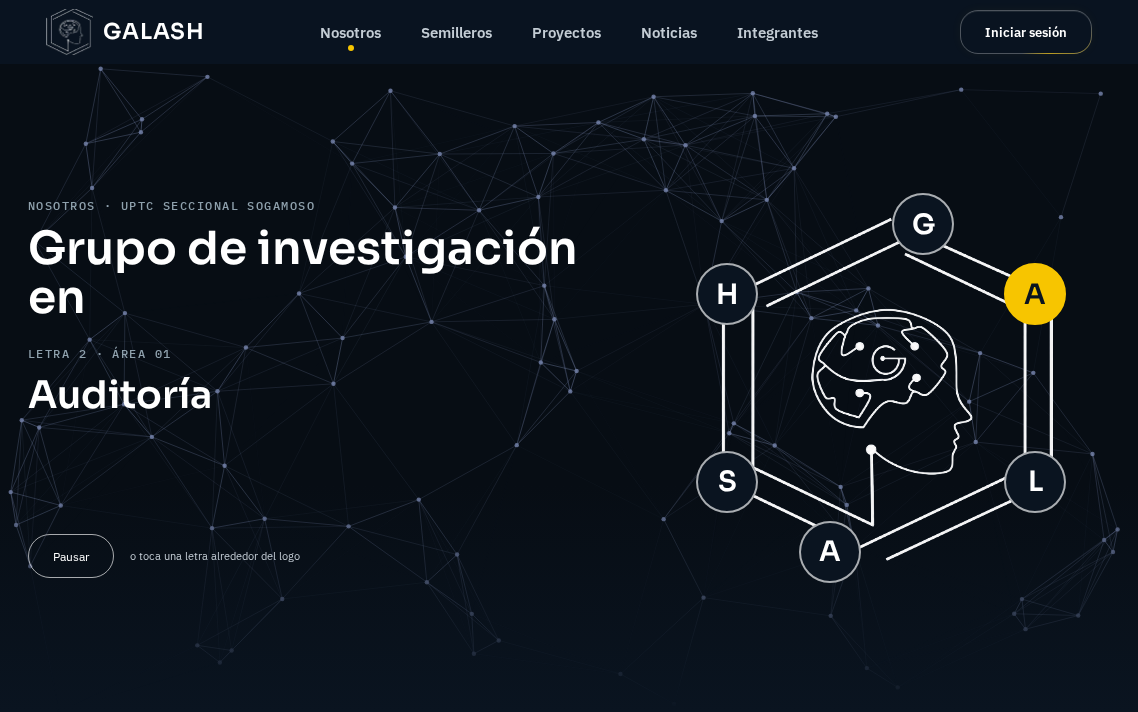 GALASH
Nosotros
Semilleros
Proyectos
Noticias
Integrantes
Iniciar sesión
NOSOTROS · UPTC SECCIONAL SOGAMOSO
Grupo de investigación
en
LETRA 2 · ÁREA 01
Auditoría
Pausar
o toca una letra alrededor del logo
G
A
L
A
S
H